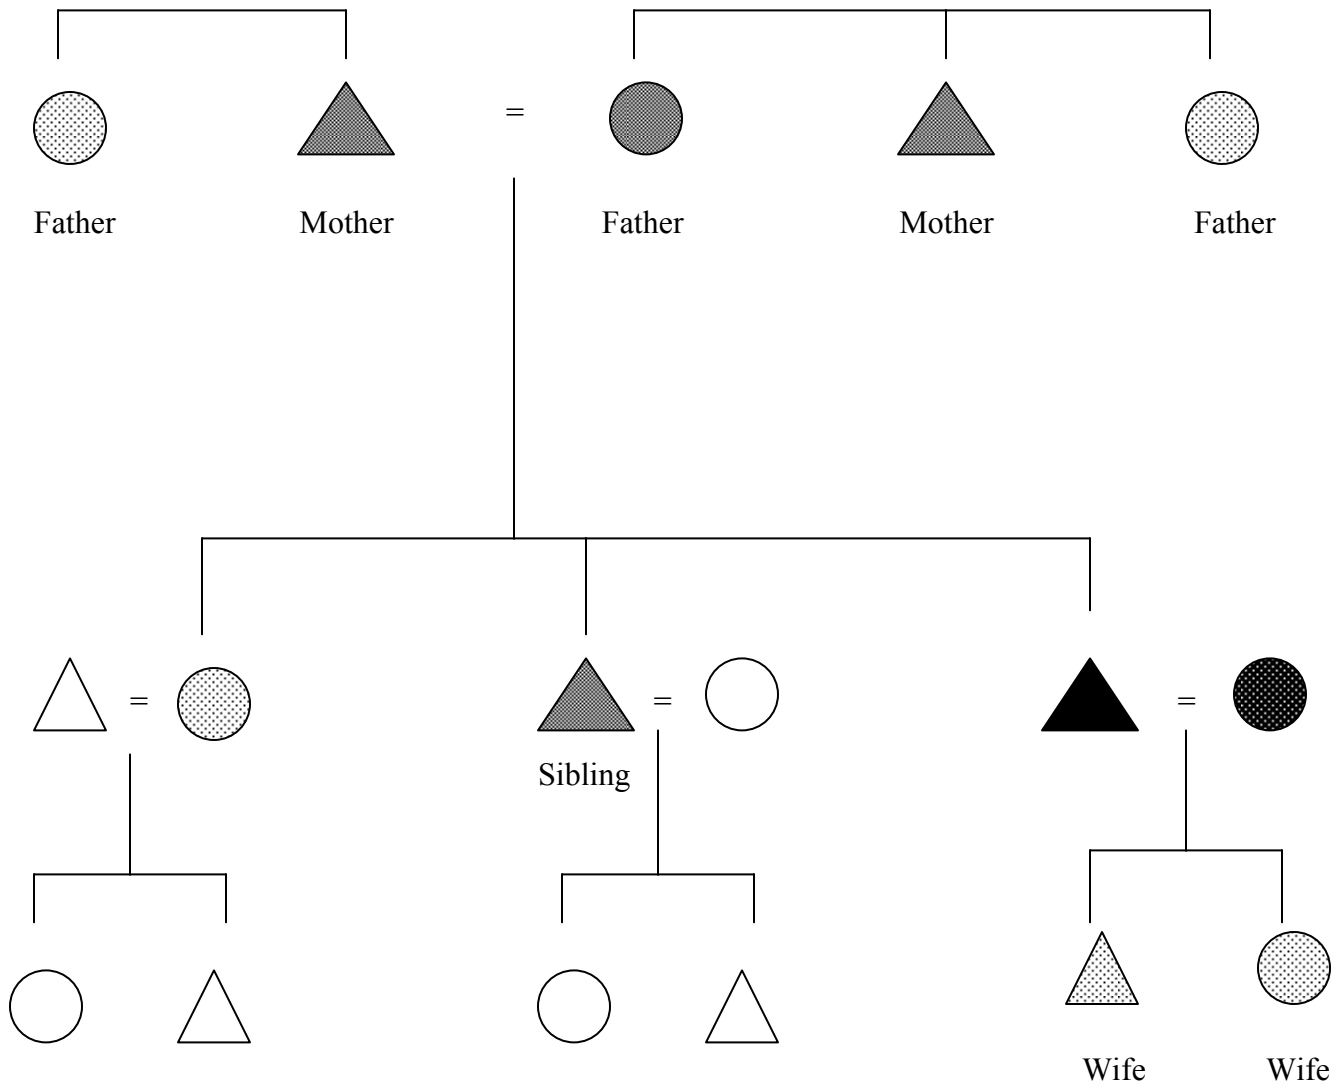 =
Father Mother Father Mother Father
= = =
Sibling
Wife Wife